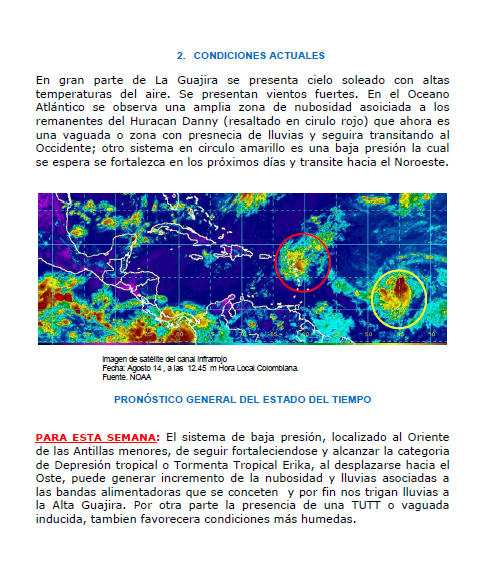 2. CONDICIONES ACTUALES
En gran parte de La Guajira se presenta cielo soleado con altas
temperaturas del aire. Se presentan vientos fuertes. En el Oceano
Atlántico se observa una amplia zona de nubosidad asoiciada a los
remanentes del Huracan Danny (resaltado en cirulo rojo) que ahora es
una vaguada o zona con presnecia de lluvias y seguira transitando al
Occidente; otro sistema en circulo amarillo es una baja presión la cual
se espera se fortalezca en los próximos días y transite hacia el Noroeste.
Imagen de satélite del canal Infrarrojo
Fecha: Agosto 14 , a las 12.45 m Hora Local Colombiana.
Fuente. NOAA
PRONÓSTICO GENERAL DEL ESTADO DEL TIEMPO
PARA ESTA SEMANA: El sistema de baja presión, localizado al Oriente
de las Antillas menores, de seguir fortaleciendose y alcanzar la categoria
de Depresión tropical o Tormenta Tropical Erika, al desplazarse hacia el
Oste, puede generar incremento de la nubosidad y lluvias asociadas a
las bandas alimentadoras que se conceten y por fin nos trigan lluvias a
la Alta Guajira. Por otra parte la presencia de una TUTT o vaguada
inducida, tambien favorecera condiciones más humedas.